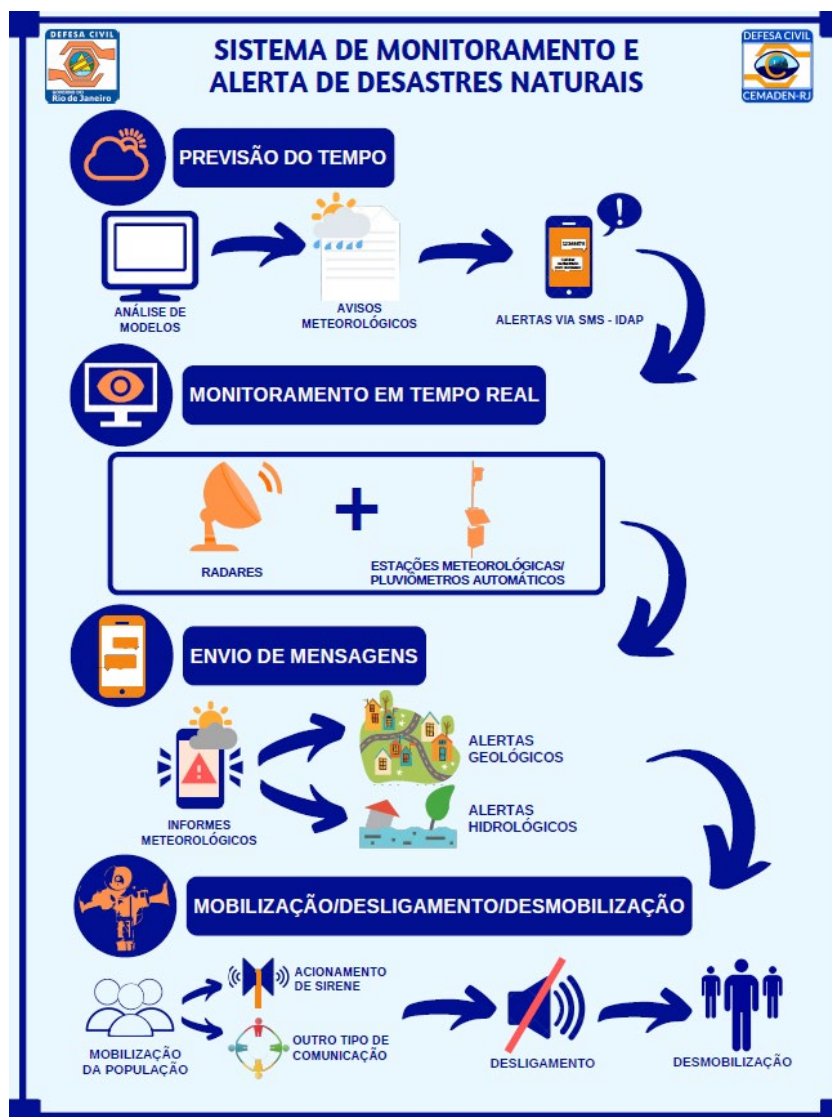 DEFESA CIVIL
GOVERNO DO
Rio de Janeiro
SISTEMA DE MONITORAMENTO E
ALERTA DE DESASTRES NATURAIS
DEFESA CIVIL
CEMADEN-RJ
PREVISÃO DO TEMPO
ANÁLISE DE
MODELOS
AVISOS
METEOROLÓGICOS
ALERTAS VIA SMS - IDAP
MONITORAMENTO EM TEMPO REAL
RADARES
ESTAÇÕES METEOROLÓGICAS/
PLUVIÔMETROS AUTOMÁTICOS
ENVIO DE MENSAGENS
INFORMES
METEOROLÓGICOS
ALERTAS
GEOLÓGICOS
ALERTAS
HIDROLÓGICOS
MOBILIZAÇÃO/DESLIGAMENTO/DESMOBILIZAÇÃO
MOBILIZAÇÃO
DA POPULAÇÃO
ACIONAMENTO
DE SIRENE
OUTRO TIPO DE
COMUNICAÇÃO
DESLIGAMENTO
DESMOBILIZAÇÃO